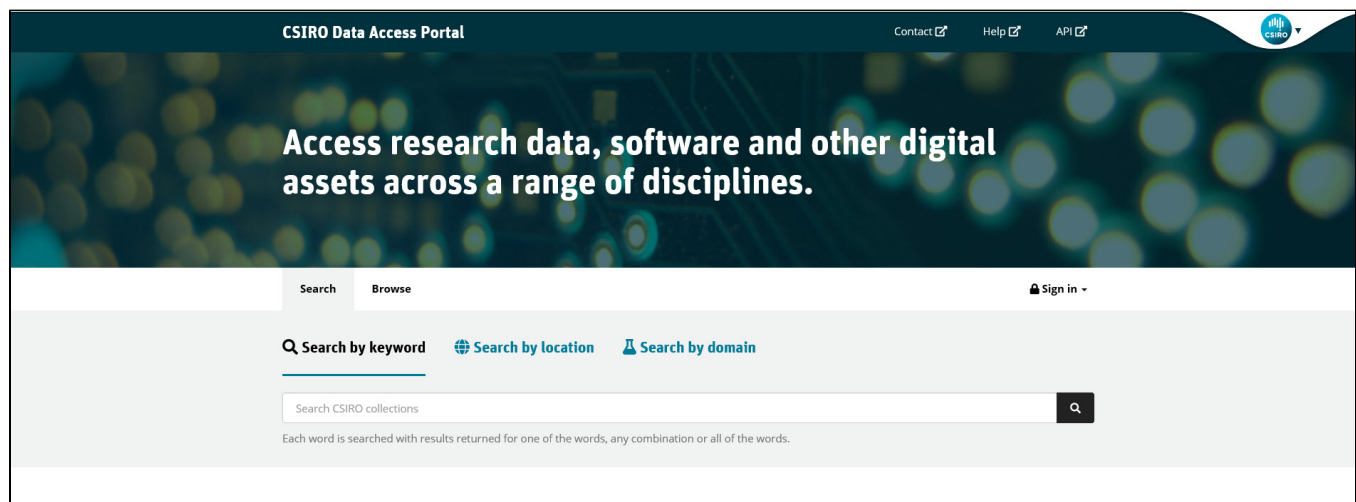 CSIRO Data Access Portal
Contact
Help
API
CSIRO
Access research data, software and other digital
assets across a range of disciplines.
Search
Browse
Sign in
Search by keyword
Search by location
Search by domain
Search CSIRO collections
Each word is searched with results returned for one of the words, any combination or all of the words.